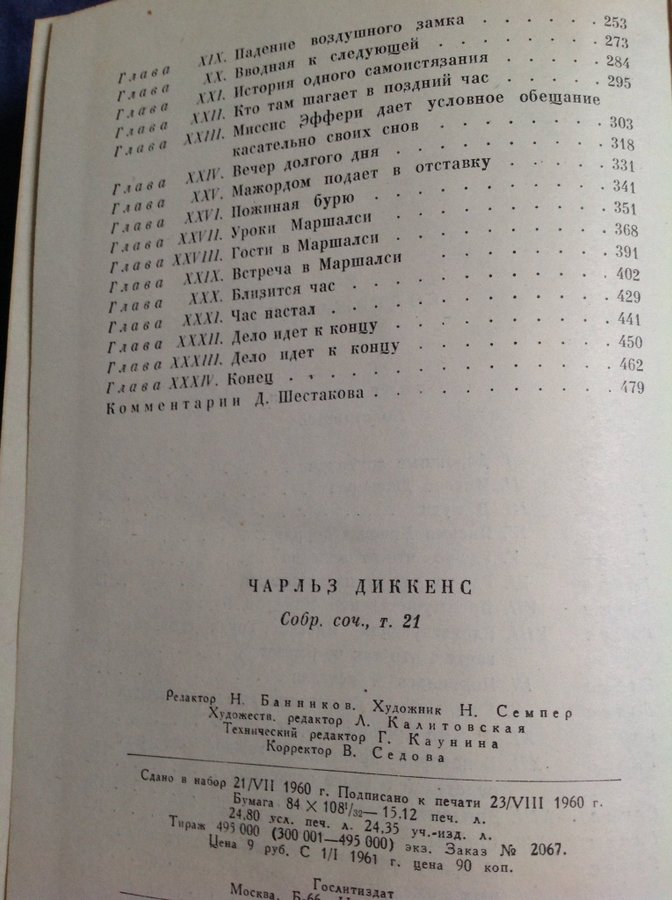 Глава XIX. Падение воздушного замка . . . . . . 253
Глава XX. Вводная к следующей . . . . . . . 273
Глава XXI. История одного самоистязания . . . . . 284
Глава XXII. Кто там шагает в поздний час . . . . . 295
Глава XXIII. Миссис Эффери дает условное обещание
касательно своих снов . . . . . . . 303
Глава XXIV. Вечер долгого дня . . . . . . . . . 318
Глава XXV. Мажордом подает в отставку . . . . . 331
Глава XXVI. Пожиная бурю . . . . . . . . . . 341
Глава XXVII. Уроки Маршалси . . . . . . . . . 351
Глава XXVIII. Гости в Маршалси . . . . . . . . . 368
Глава XXIX. Встреча в Маршалси . . . . . . . . 391
Глава XXX. Близится час . . . . . . . . . . . 402
Глава XXXI. Час настал . . . . . . . . . . . . 429
Глава XXXII. Дело идет к концу . . . . . . . . . 441
Глава XXXIII. Дело идет к концу . . . . . . . . . 450
Глава XXXIV. Конец . . . . . . . . . . . . . 462
Комментарии Д. Шестакова . . . . . . . . . . 479
ЧАРЛЬЗ ДИККЕНС
Собр. соч., т. 21
Редактор Н. Банников. Художник Н. Семпер
Художеств. редактор Л. Калитовская
Технический редактор Г. Каунина
Корректор В. Седова
Сдано в набор 21/VII 1960 г. Подписано к печати 23/VIII 1960 г.
Бумага 84 × 108¹/₃₂— 15.12 печ. л.
24.80 усл. печ. л. 24.35 уч.-изд. л.
Тираж 495 000 (300 001—495 000) экз. Заказ № 2067.
Цена 9 руб. С 1/I 1961 г. цена 90 коп.
Гослитиздат
Москва, Б-66,